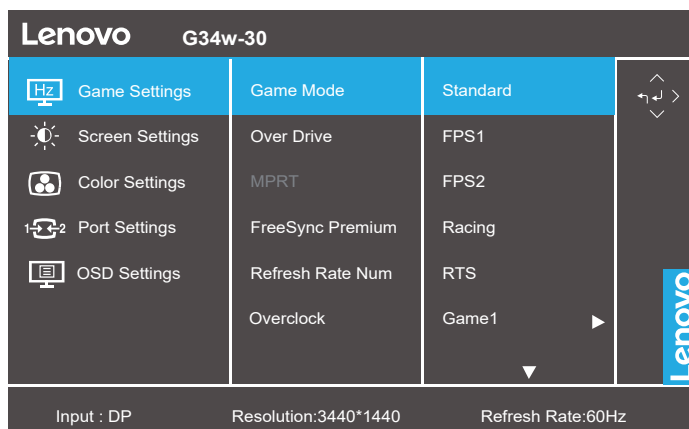 Lenovo G34w-30
Hz Game Settings Game Mode Standard
Screen Settings Over Drive FPS1
Color Settings MPRT FPS2
1 2 Port Settings FreeSync Premium Racing
OSD Settings Refresh Rate Num RTS
Overclock Game1
Lenovo
Input : DP Resolution:3440*1440 Refresh Rate:60Hz